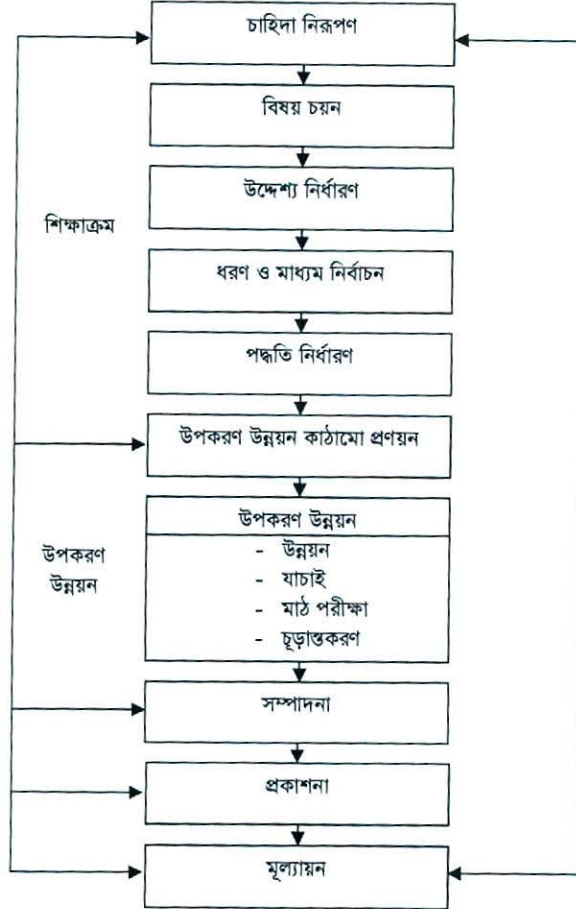 চাহিদা নিরূপণ
বিষয় চয়ন
উদ্দেশ্য নির্ধারণ
শিক্ষাক্রম
ধরণ ও মাধ্যম নির্বাচন
পদ্ধতি নির্ধারণ
উপকরণ উন্নয়ন কাঠামো প্রণয়ন
উপকরণ উন্নয়ন
উপকরণ
উন্নয়ন
- উন্নয়ন
- যাচাই
- মাঠ পরীক্ষা
- চূড়ান্তকরণ
সম্পাদনা
প্রকাশনা
মূল্যায়ন